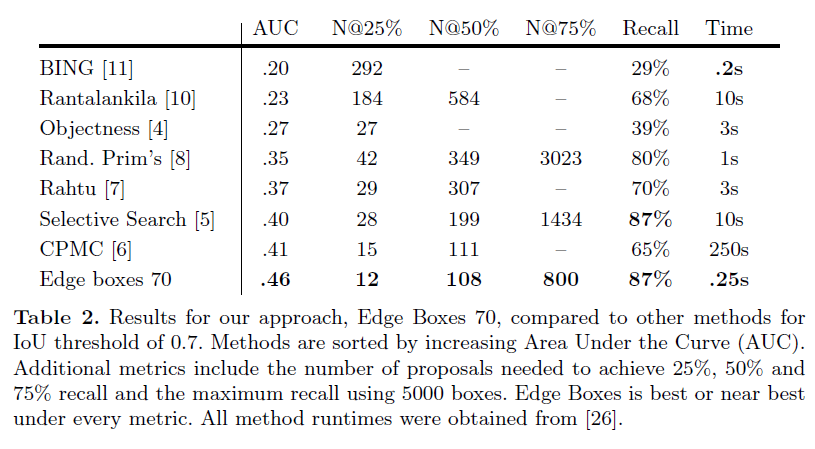 AUC N@25% N@50% N@75% Recall Time
BING [11] .20 292 – – 29% .2s
Rantalankila [10] .23 184 584 – 68% 10s
Objectness [4] .27 27 – – 39% 3s
Rand. Prim's [8] .35 42 349 3023 80% 1s
Rahtu [7] .37 29 307 – 70% 3s
Selective Search [5] .40 28 199 1434 87% 10s
CPMC [6] .41 15 111 – 65% 250s
Edge boxes 70 .46 12 108 800 87% .25s
Table 2. Results for our approach, Edge Boxes 70, compared to other methods for
IoU threshold of 0.7. Methods are sorted by increasing Area Under the Curve (AUC).
Additional metrics include the number of proposals needed to achieve 25%, 50% and
75% recall and the maximum recall using 5000 boxes. Edge Boxes is best or near best
under every metric. All method runtimes were obtained from [26].